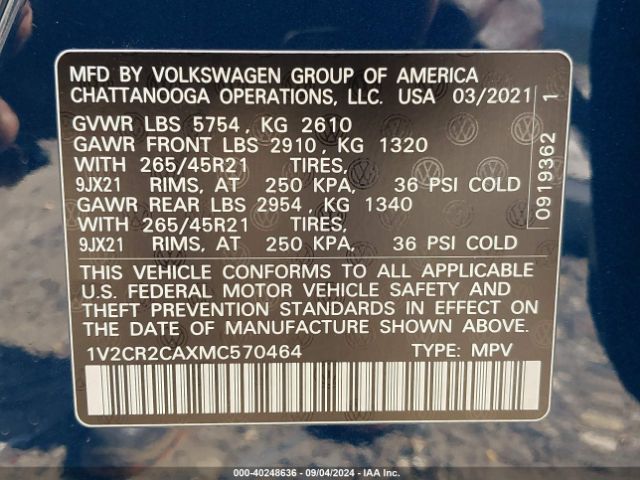 MFD BY VOLKSWAGEN GROUP OF AMERICA
CHATTANOOGA OPERATIONS, LLC. USA 03/2021
GVWR LBS 5754, KG 2610
GAWR FRONT LBS 2910, KG 1320
WITH 265/45R21 TIRES,
9JX21 RIMS, AT 250 KPA, 36 PSI COLD
GAWR REAR LBS 2954, KG 1340
WITH 265/45R21 TIRES,
9JX21 RIMS, AT 250 KPA, 36 PSI COLD
THIS VEHICLE CONFORMS TO ALL APPLICABLE
U.S. FEDERAL MOTOR VEHICLE SAFETY AND
THEFT PREVENTION STANDARDS IN EFFECT ON
THE DATE OF MANUFACTURE SHOWN ABOVE.
1V2CR2CAXMC570464 TYPE: MPV
0919362 1
000-40248636 - 09/04/2024 - IAA Inc.